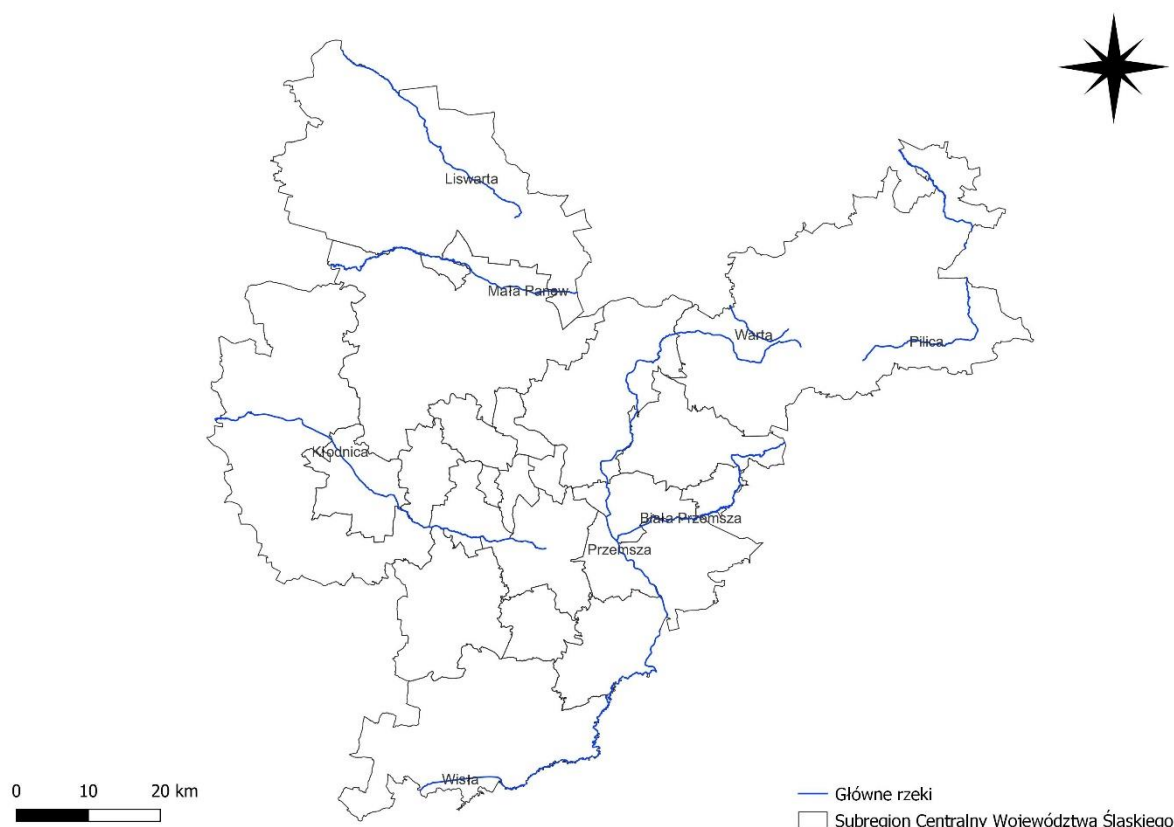 Liswarta
Mała Panew
Warta
Pilica
Kłodnica
Biała Przemsza
Przemsza
Wisła
0 10 20 km
Główne rzeki
Subregion Centralny Województwa Śląskiego